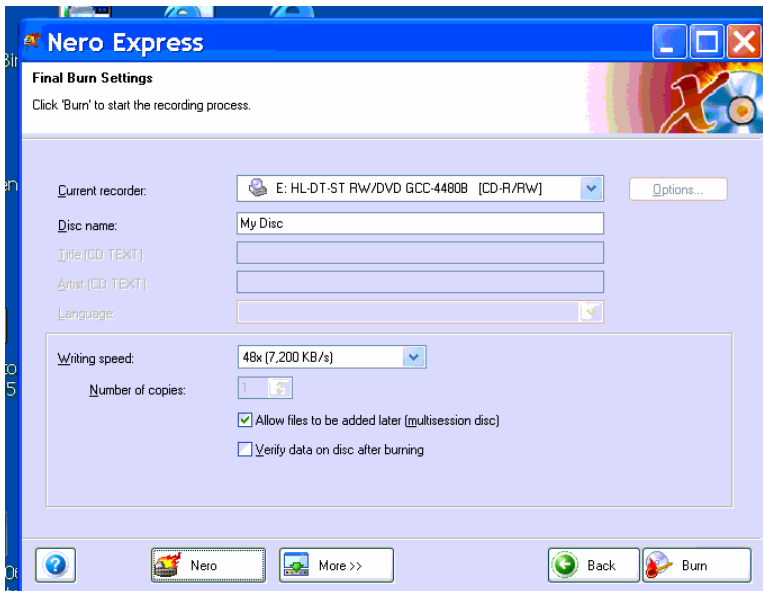 Nero Express
Final Burn Settings
Click 'Burn' to start the recording process.
Current recorder: E: HL-DT-ST RW/DVD GCC-4480B [CD-R/RW] Options...
Disc name: My Disc
Title (CD TEXT):
Artist (CD TEXT):
Language:
Writing speed: 48x (7,200 KB/s)
Number of copies: 1
Allow files to be added later (multisession disc)
Verify data on disc after burning
Nero More >> Back Burn